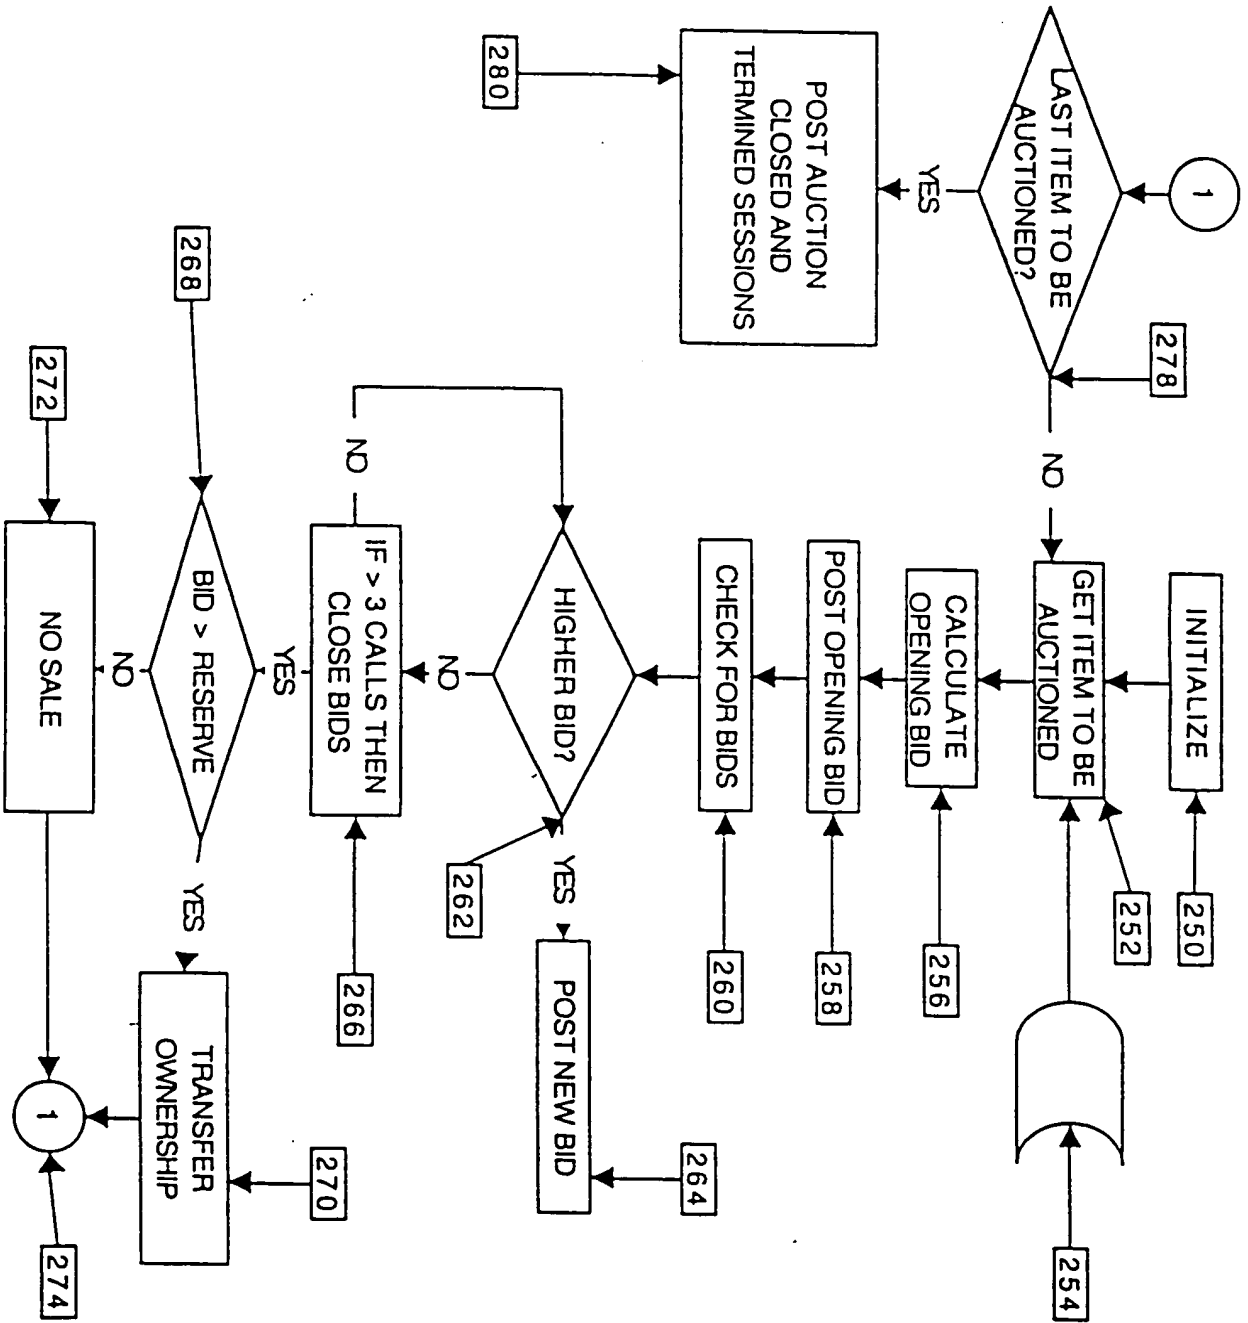 1
LAST ITEM TO BE
AUCTIONED?
278
YES
NO
POST AUCTION
CLOSED AND
TERMINED SESSIONS
280
INITIALIZE
250
GET ITEM TO BE
AUCTIONED
252
254
CALCULATE
OPENING BID
256
POST OPENING BID
258
CHECK FOR BIDS
260
HIGHER BID?
262
YES
POST NEW BID
264
NO
IF > 3 CALLS THEN
CLOSE BIDS
266
NO
YES
BID > RESERVE
268
YES
TRANSFER
OWNERSHIP
270
NO
NO SALE
272
1
274